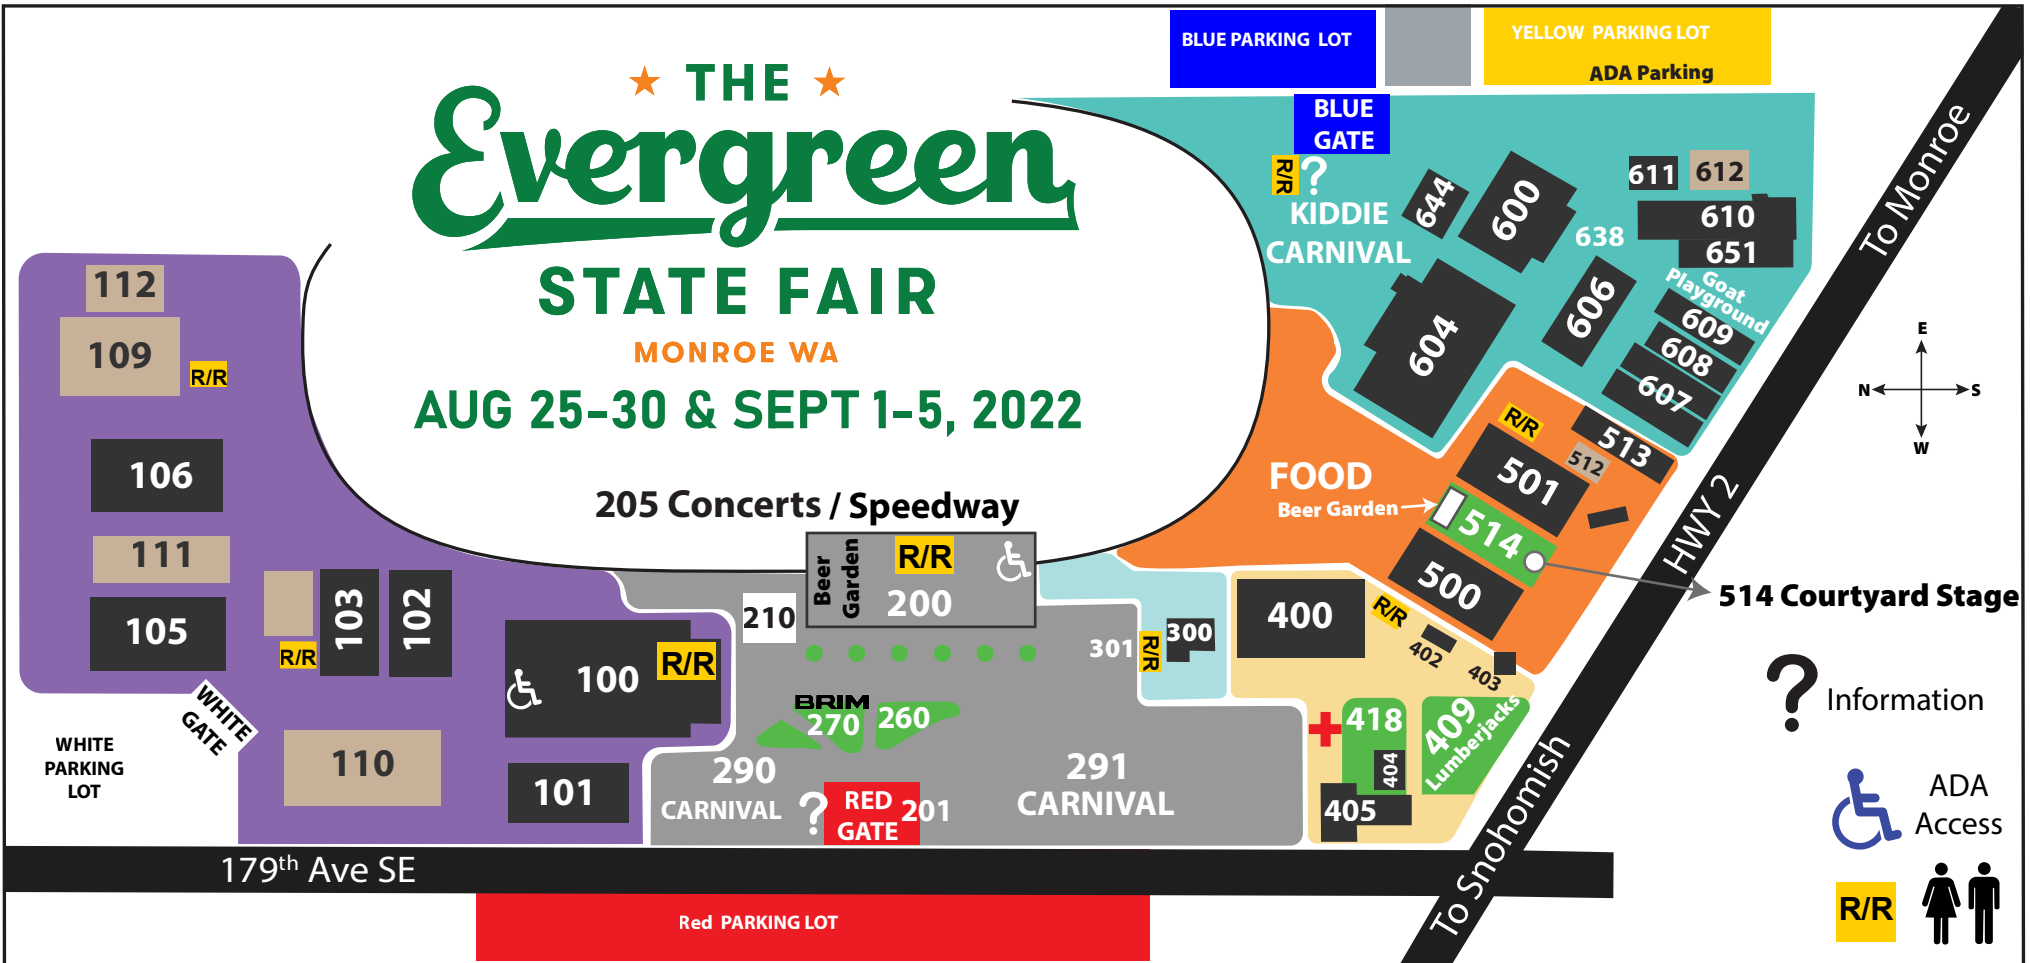 BLUE PARKING LOT
YELLOW PARKING LOT
ADA Parking
THE
Evergreen
STATE FAIR
MONROE WA
AUG 25-30 & SEPT 1-5, 2022
BLUE
GATE
R/R
?
KIDDIE
CARNIVAL
644
600
611
612
610
651
638
606
604
Goat
Playground
609
608
607
To Monroe
HWY 2
To Snohomish
E
N
S
W
112
109
R/R
106
111
105
103
102
R/R
100
R/R
110
101
WHITE
GATE
WHITE
PARKING
LOT
205 Concerts / Speedway
Beer
Garden
R/R
200
210
BRIM
270
260
290
CARNIVAL
?
RED
GATE
201
291
CARNIVAL
301
R/R
300
FOOD
Beer Garden
R/R
513
512
501
514
500
514 Courtyard Stage
400
R/R
402
403
418
404
405
409
Lumberjacks
179th Ave SE
Red PARKING LOT
? Information
ADA
Access
R/R